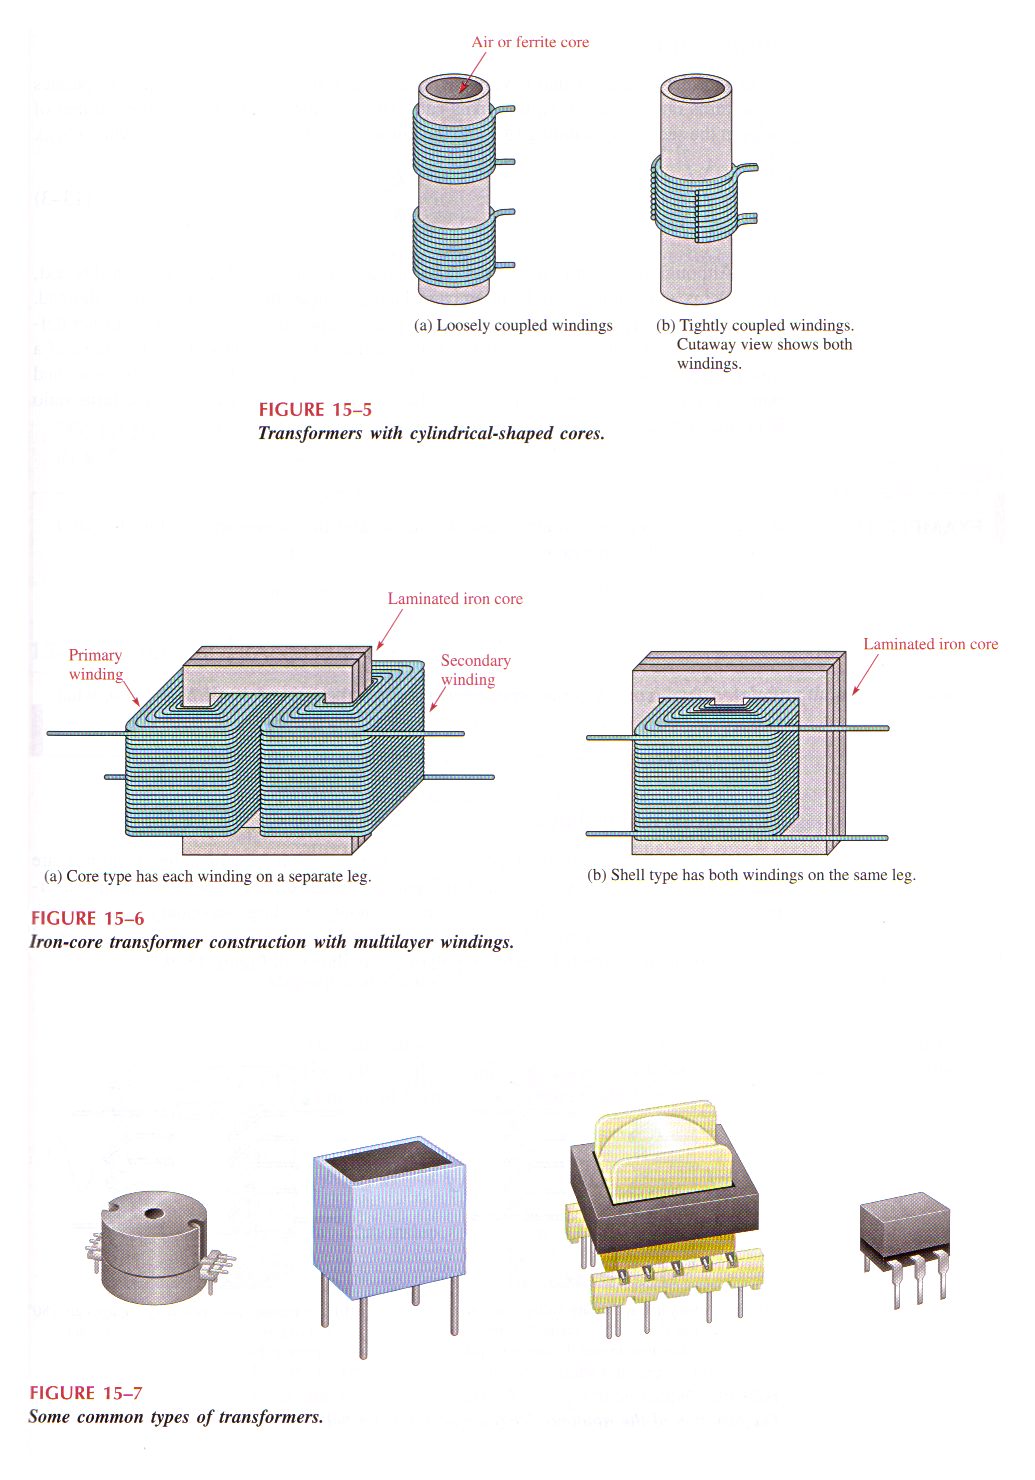 Air or ferrite core
(a) Loosely coupled windings
(b) Tightly coupled windings.
Cutaway view shows both
windings.
FIGURE 15–5
Transformers with cylindrical-shaped cores.
Laminated iron core
Primary
winding
Secondary
winding
Laminated iron core
(a) Core type has each winding on a separate leg.
(b) Shell type has both windings on the same leg.
FIGURE 15–6
Iron-core transformer construction with multilayer windings.
FIGURE 15–7
Some common types of transformers.